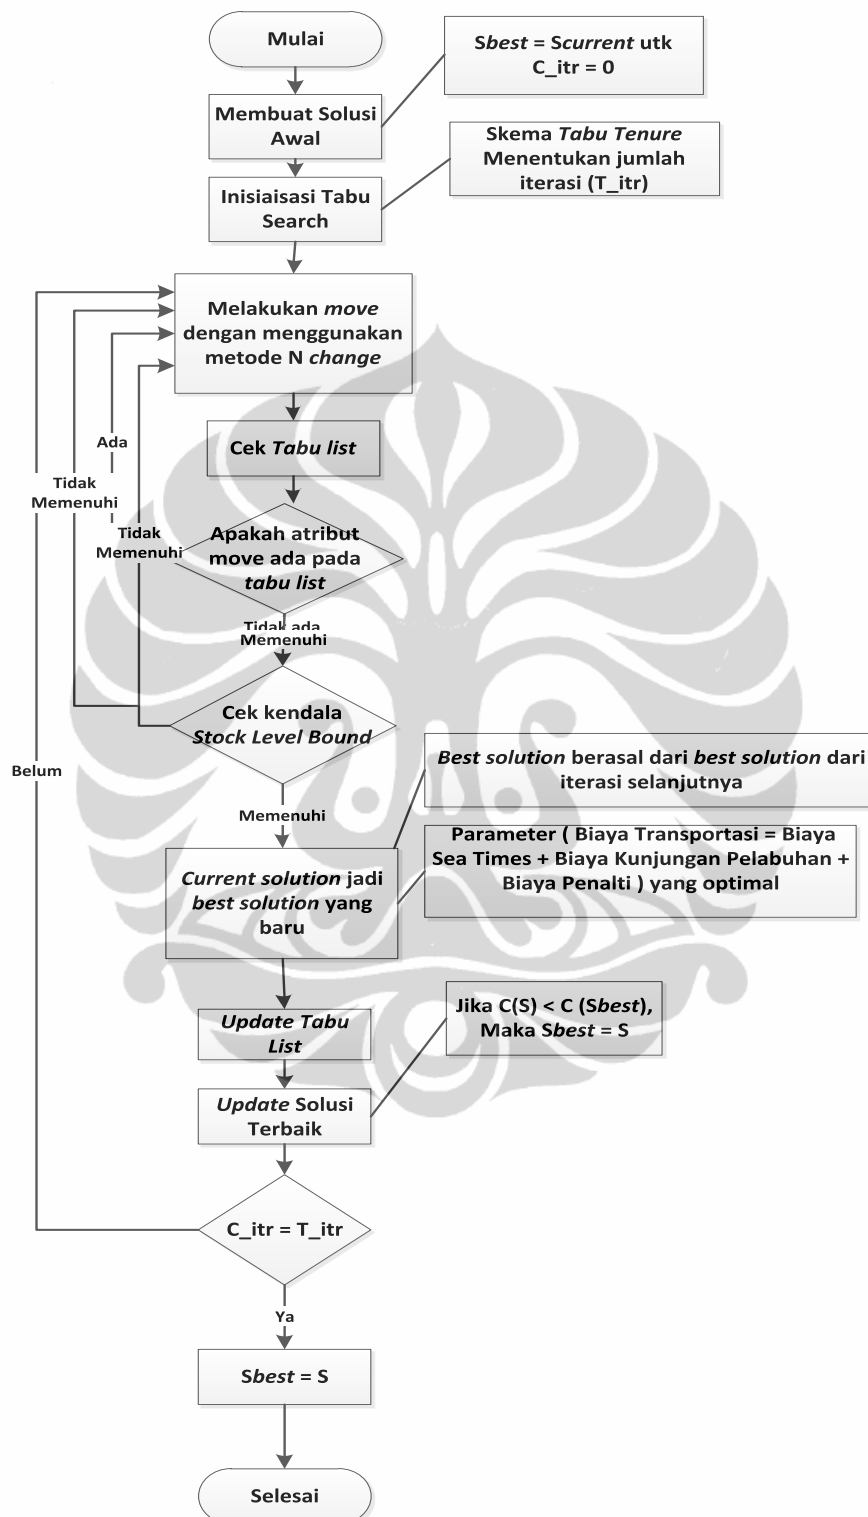 Mulai
Sbest = Scurrent utk
C_itr = 0
Membuat Solusi
Awal
Skema Tabu Tenure
Menentukan jumlah
iterasi (T_itr)
Inisiaisasi Tabu
Search
Melakukan move
dengan menggunakan
metode N change
Ada
Cek Tabu list
Tidak
Memenuhi
Tidak
Memenuhi
Apakah atribut
move ada pada
tabu list
Tidak ada
Memenuhi
Cek kendala
Stock Level Bound
Belum
Best solution berasal dari best solution dari
iterasi selanjutnya
Memenuhi
Parameter ( Biaya Transportasi = Biaya
Sea Times + Biaya Kunjungan Pelabuhan +
Biaya Penalti ) yang optimal
Current solution jadi
best solution yang
baru
Jika C(S) < C (Sbest),
Maka Sbest = S
Update Tabu
List
Update Solusi
Terbaik
C_itr = T_itr
Ya
Sbest = S
Selesai